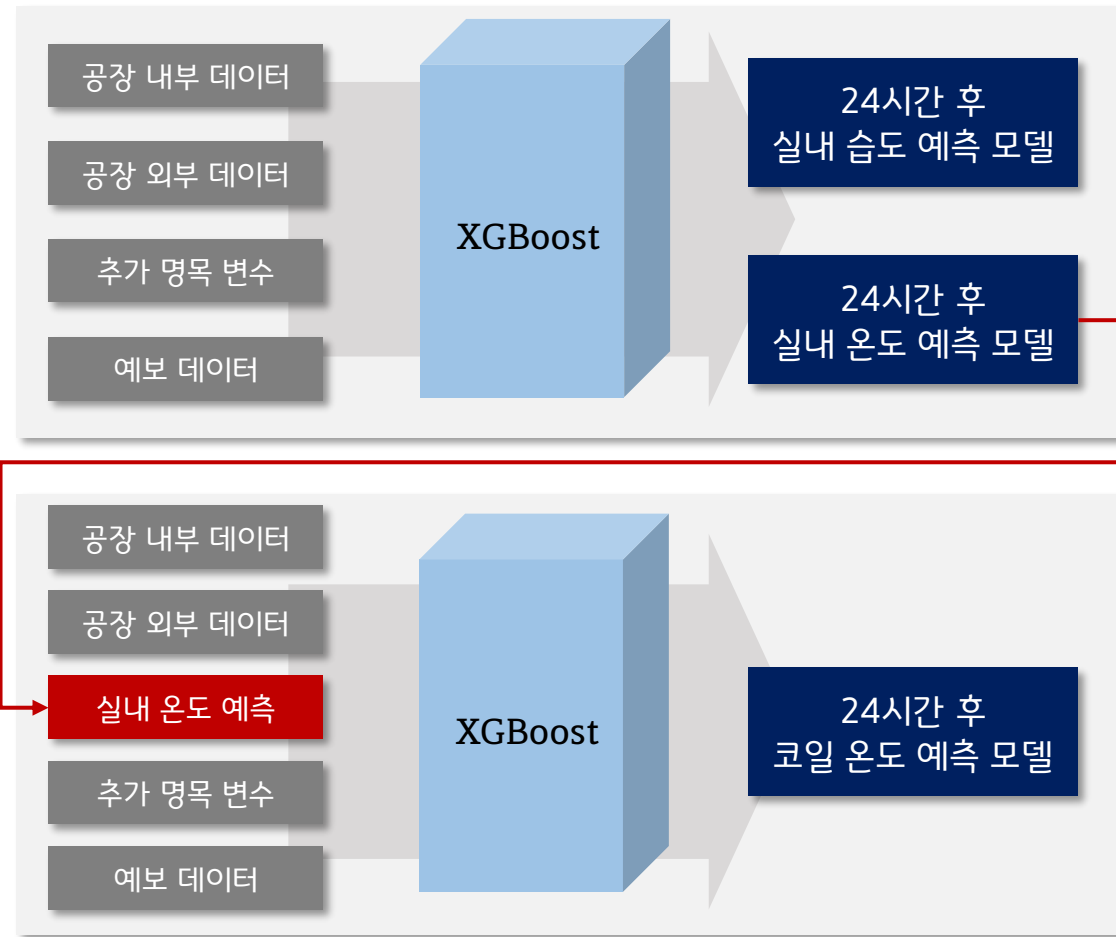 공장 내부 데이터
공장 외부 데이터
추가 명목 변수
예보 데이터
XGBoost
24시간 후
실내 습도 예측 모델
24시간 후
실내 온도 예측 모델
공장 내부 데이터
공장 외부 데이터
실내 온도 예측
추가 명목 변수
예보 데이터
XGBoost
24시간 후
코일 온도 예측 모델